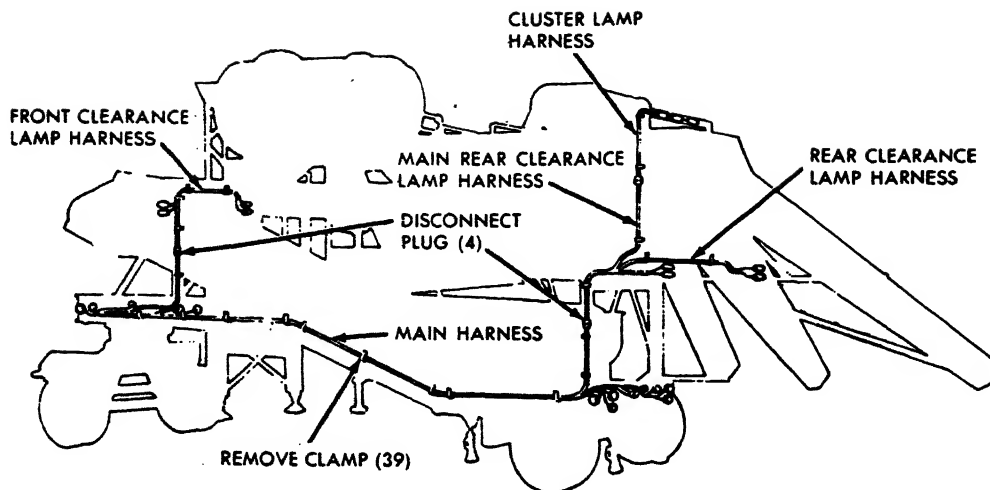 CLUSTER LAMP
HARNESS
FRONT CLEARANCE
LAMP HARNESS
MAIN REAR CLEARANCE
LAMP HARNESS
REAR CLEARANCE
LAMP HARNESS
DISCONNECT
PLUG (4)
MAIN HARNESS
REMOVE CLAMP (39)